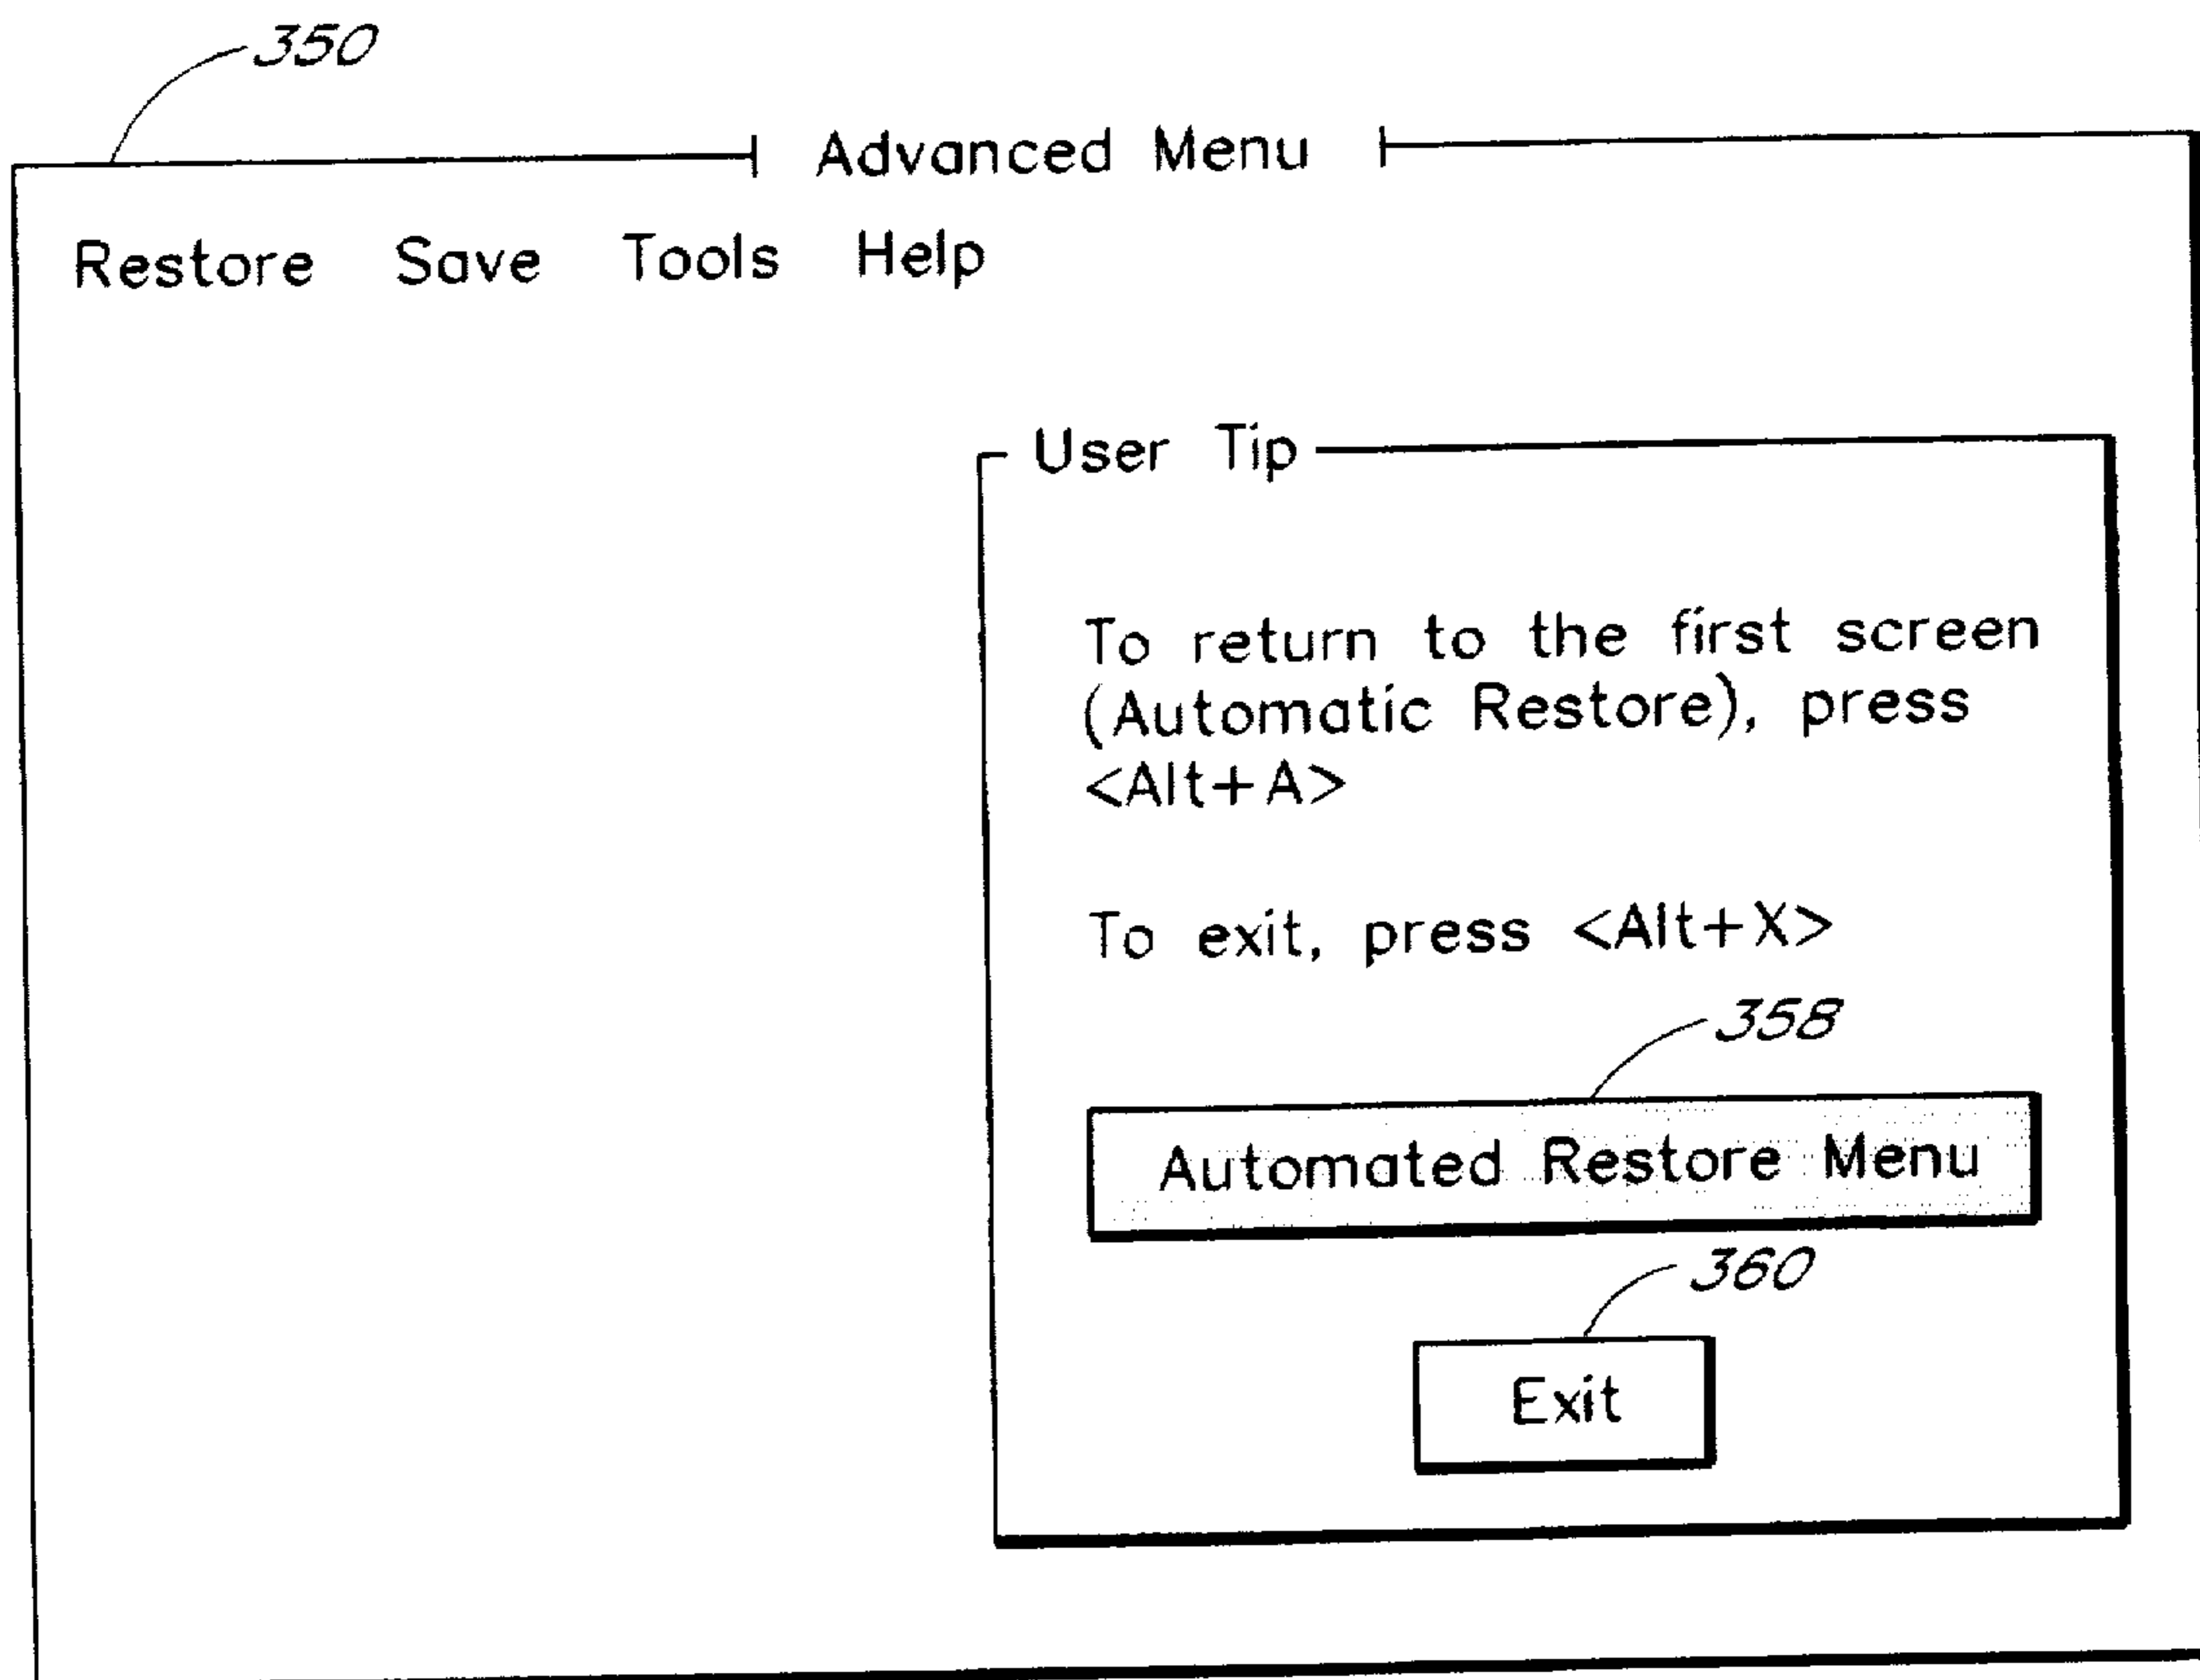 350
Advanced Menu
Restore Save Tools Help
User Tip
To return to the first screen
(Automatic Restore), press
<Alt+A>
To exit, press <Alt+X>
358
Automated Restore Menu
360
Exit